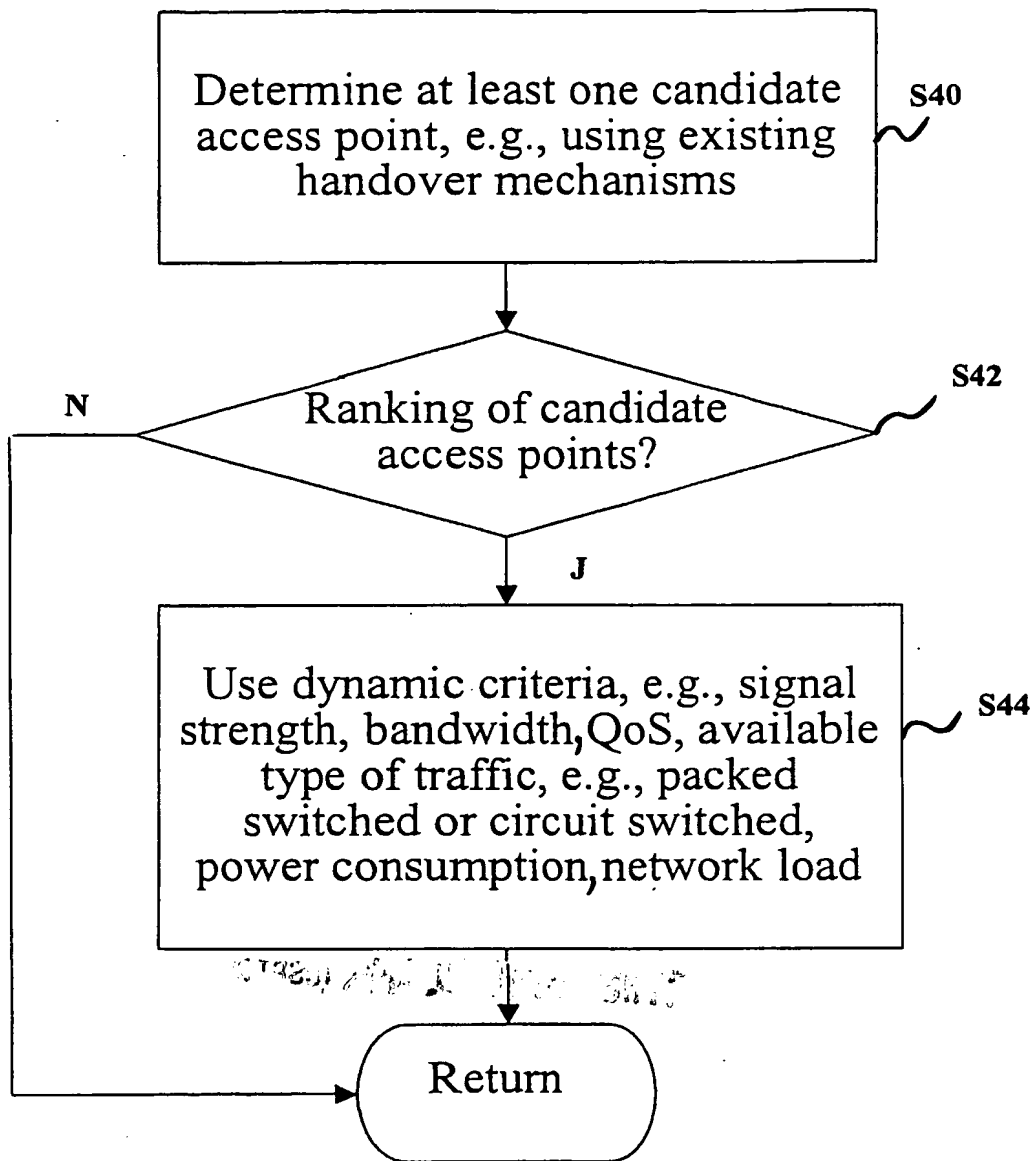 Determine at least one candidate
access point, e.g., using existing
handover mechanisms
S40
Ranking of candidate
access points?
S42
N
J
Use dynamic criteria, e.g., signal
strength, bandwidth, QoS, available
type of traffic, e.g., packed
switched or circuit switched,
power consumption, network load
S44
Return